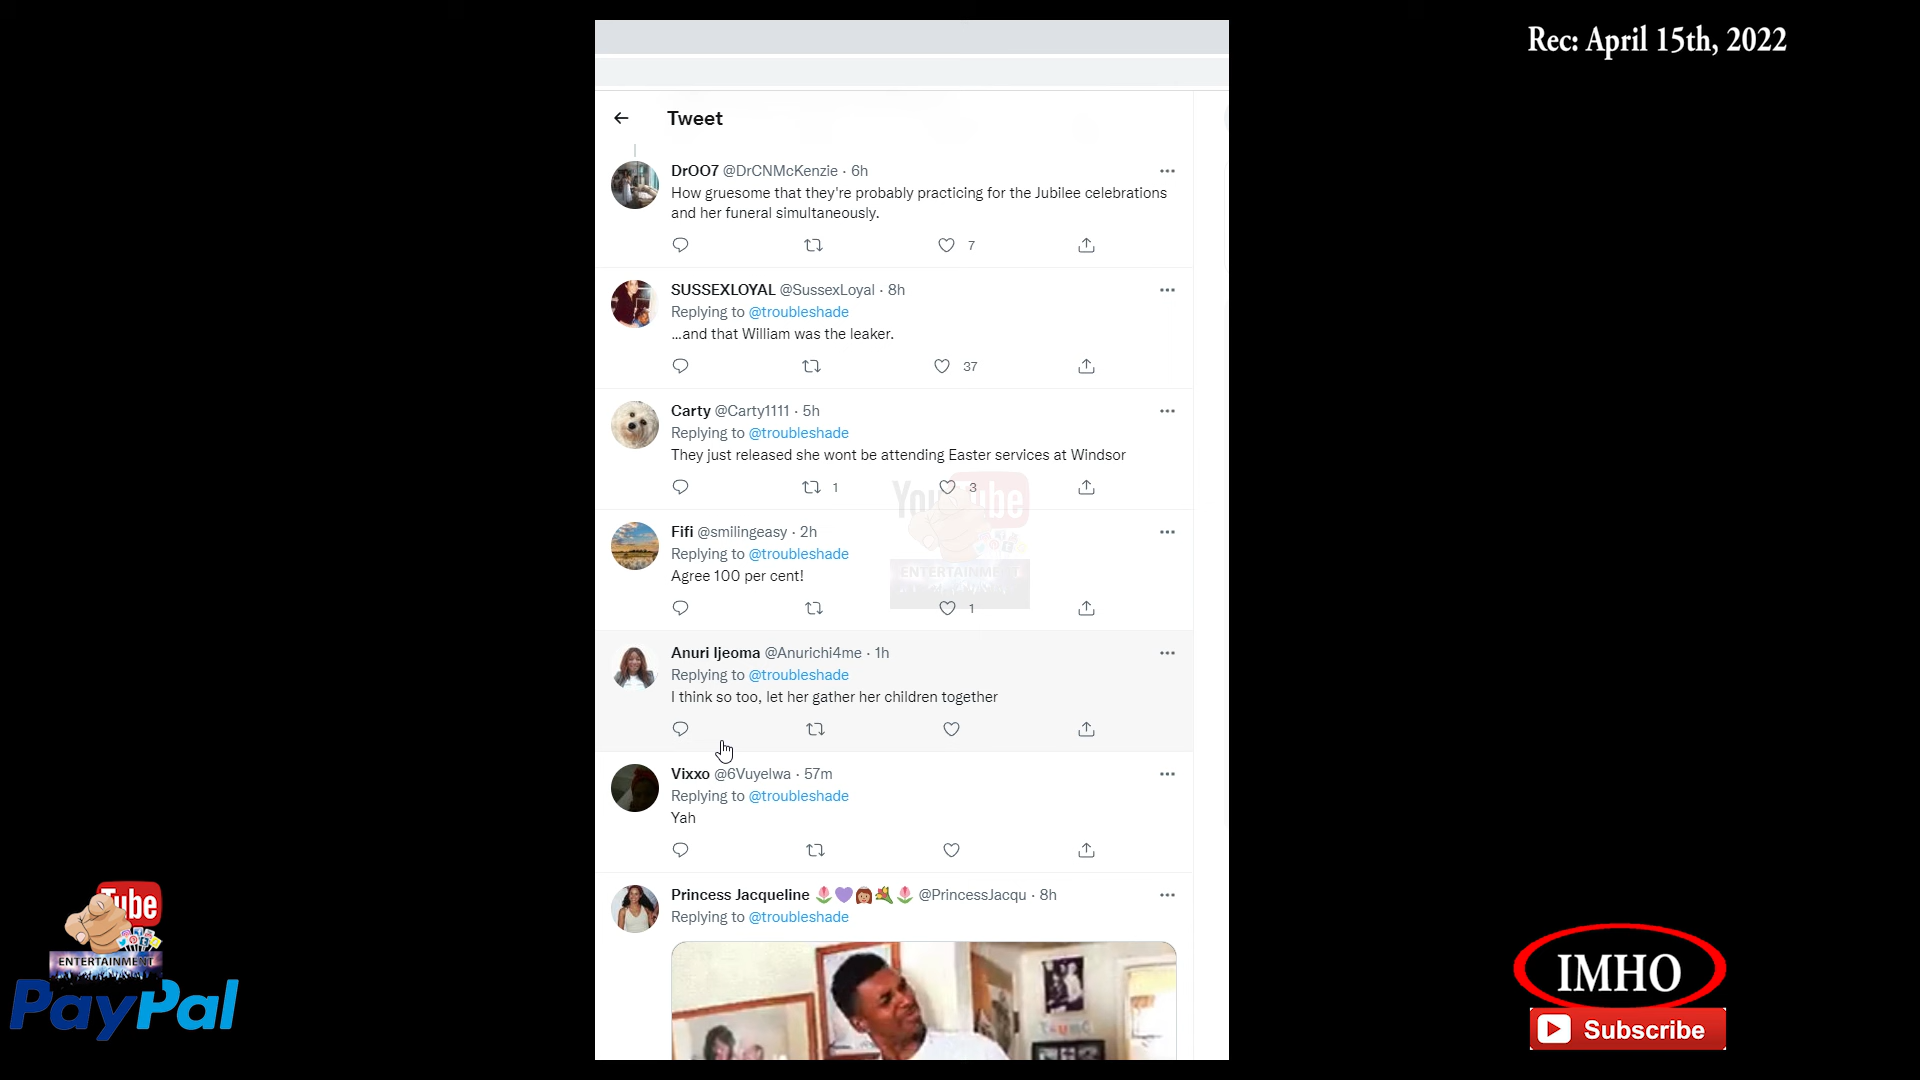 Rec: April 15th, 2022
Tweet
DrOO7 @DrCNMcKenzie · 6h
How gruesome that they're probably practicing for the Jubilee celebrations
and her funeral simultaneously.
7
SUSSEXLOYAL @SussexLoyal · 8h
Replying to @troubleshade
...and that William was the leaker.
37
Carty @Carty1111 · 5h
Replying to @troubleshade
They just released she wont be attending Easter services at Windsor
1 3
YouTube
ENTERTAINMENT
Fifi @smilingeasy · 2h
Replying to @troubleshade
Agree 100 per cent!
1
Anuri Ijeoma @Anurichi4me · 1h
Replying to @troubleshade
I think so too, let her gather her children together
Vixxo @6Vuyelwa · 57m
Replying to @troubleshade
Yah
Princess Jacqueline 🌷💜👸🏽💐🌷 @PrincessJacqu · 8h
Replying to @troubleshade
Tube
ENTERTAINMENT
PayPal
IMHO
Subscribe